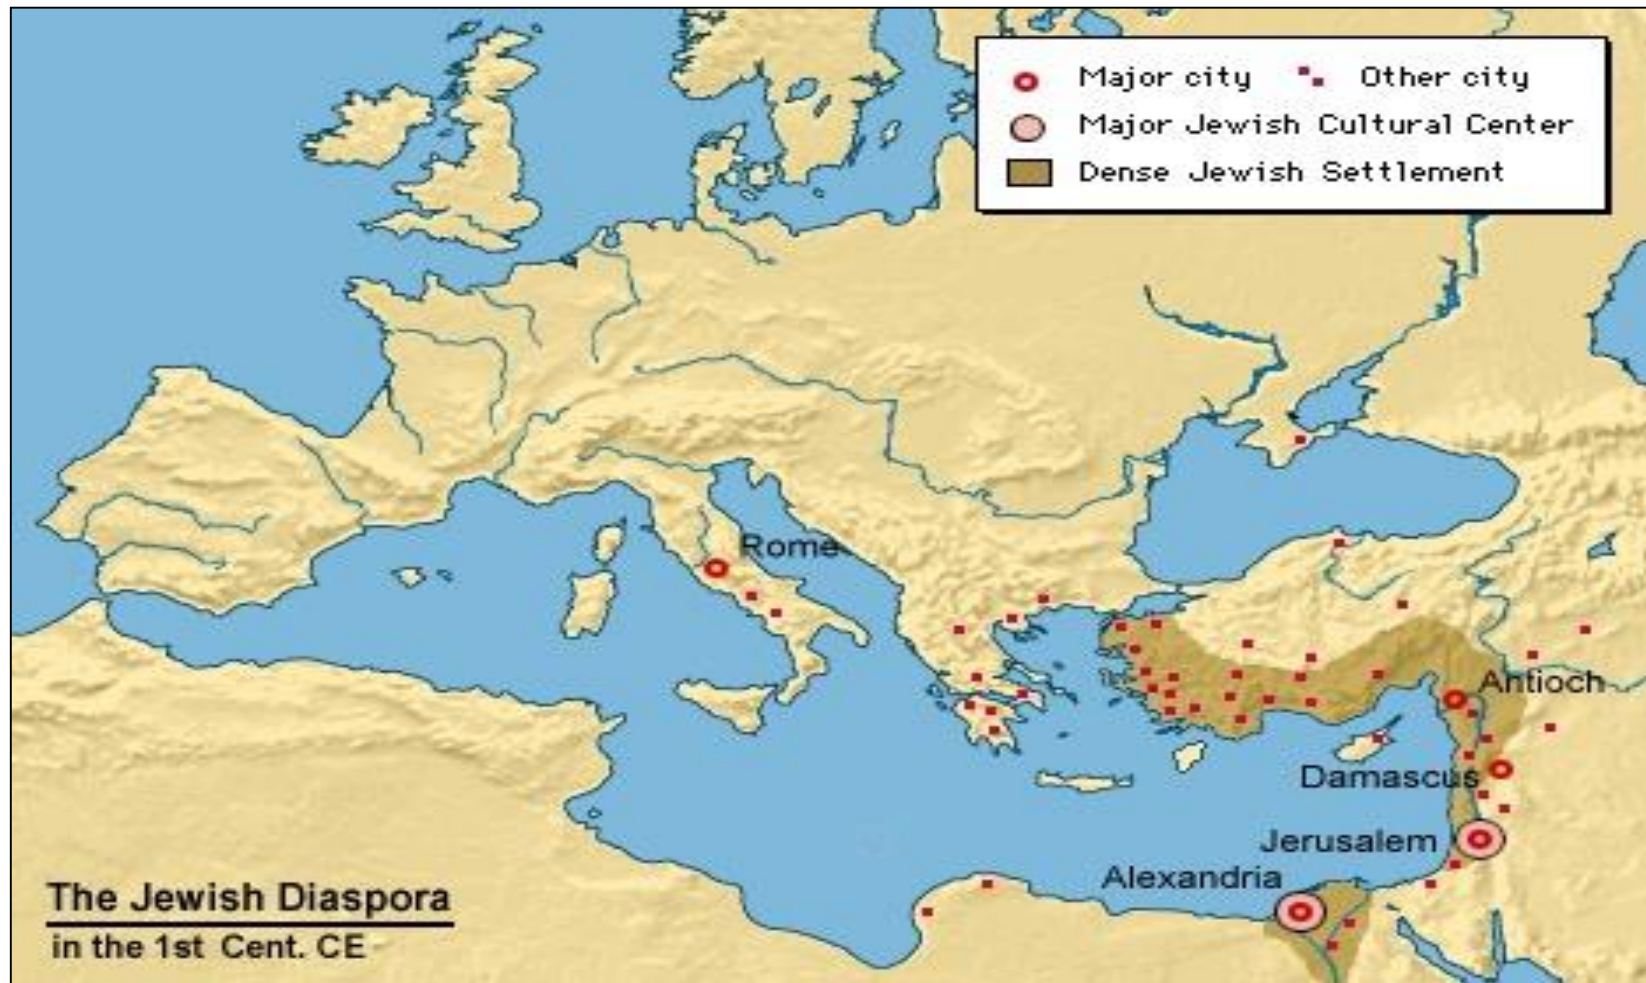 Major city
Other city
Major Jewish Cultural Center
Dense Jewish Settlement
Rome
Antioch
Damascus
Jerusalem
Alexandria
The Jewish Diaspora
in the 1st Cent. CE